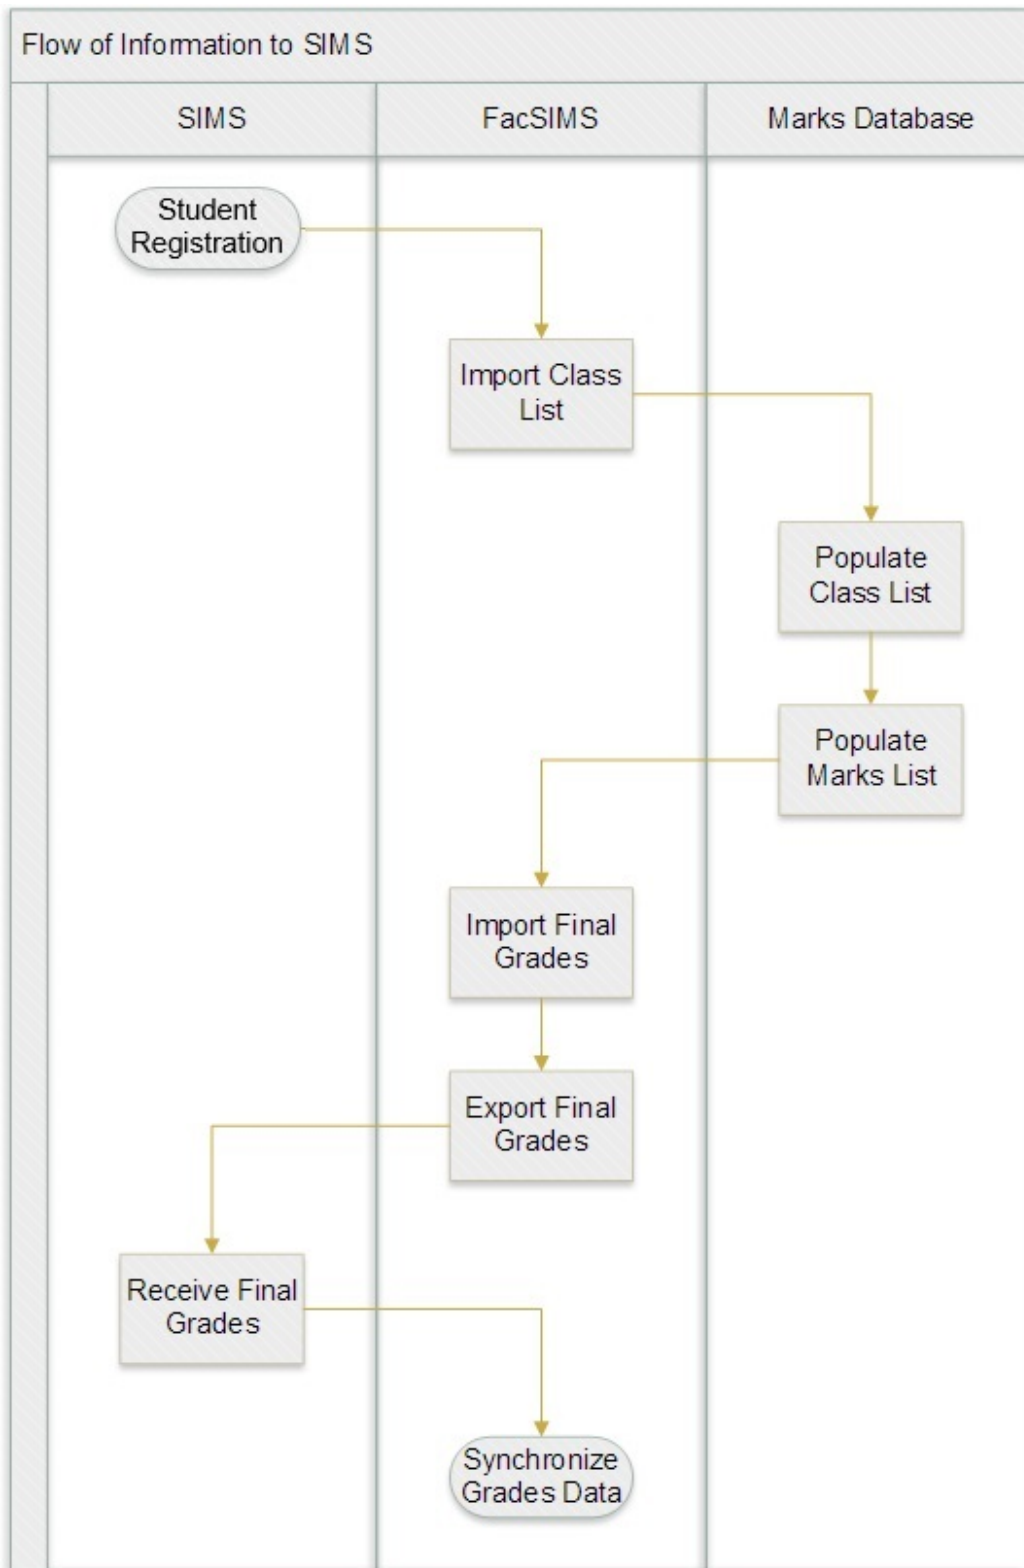 Flow of Information to SIMS
SIMS
FacSIMS
Marks Database
Student
Registration
Import Class
List
Populate
Class List
Populate
Marks List
Import Final
Grades
Export Final
Grades
Receive Final
Grades
Synchronize
Grades Data